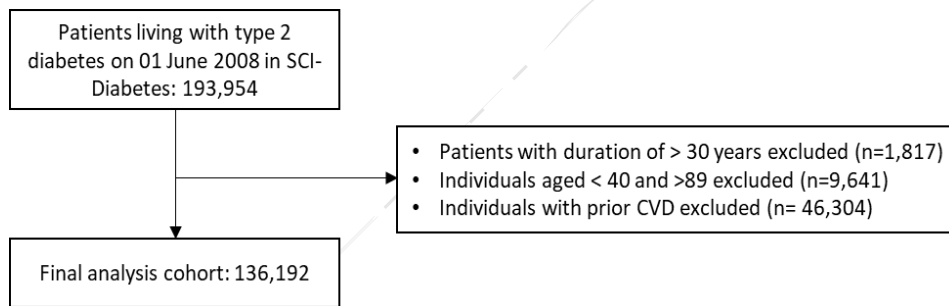 Patients living with type 2
diabetes on 01 June 2008 in SCI-
Diabetes: 193,954
• Patients with duration of > 30 years excluded (n=1,817)
• Individuals aged < 40 and >89 excluded (n=9,641)
• Individuals with prior CVD excluded (n= 46,304)
Final analysis cohort: 136,192